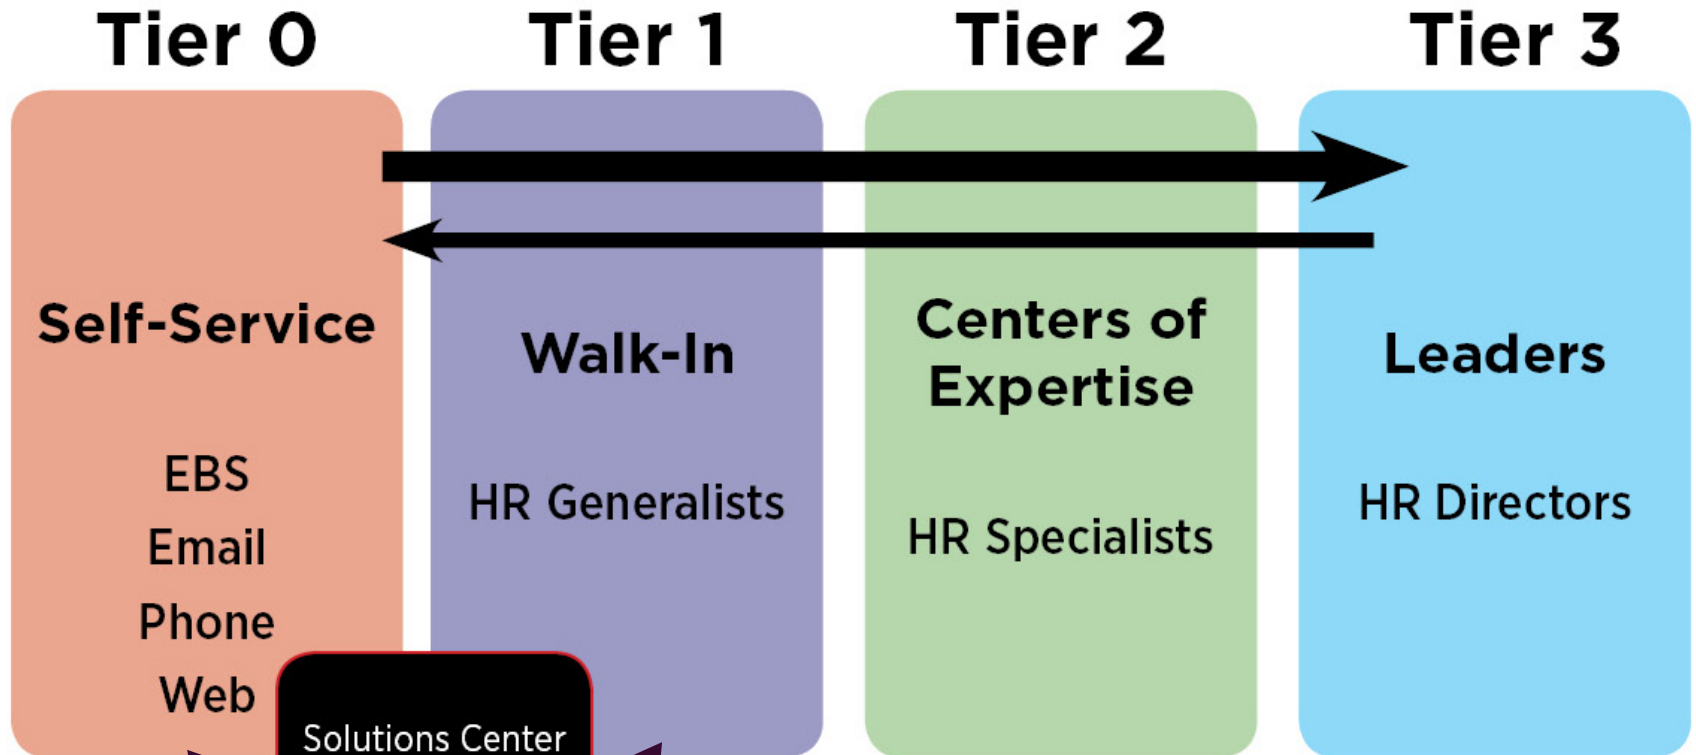 Tier 0
Tier 1
Tier 2
Tier 3
Self-Service
EBS
Email
Phone
Web
Walk-In
HR Generalists
Centers of
Expertise
HR Specialists
Leaders
HR Directors
Solutions Center